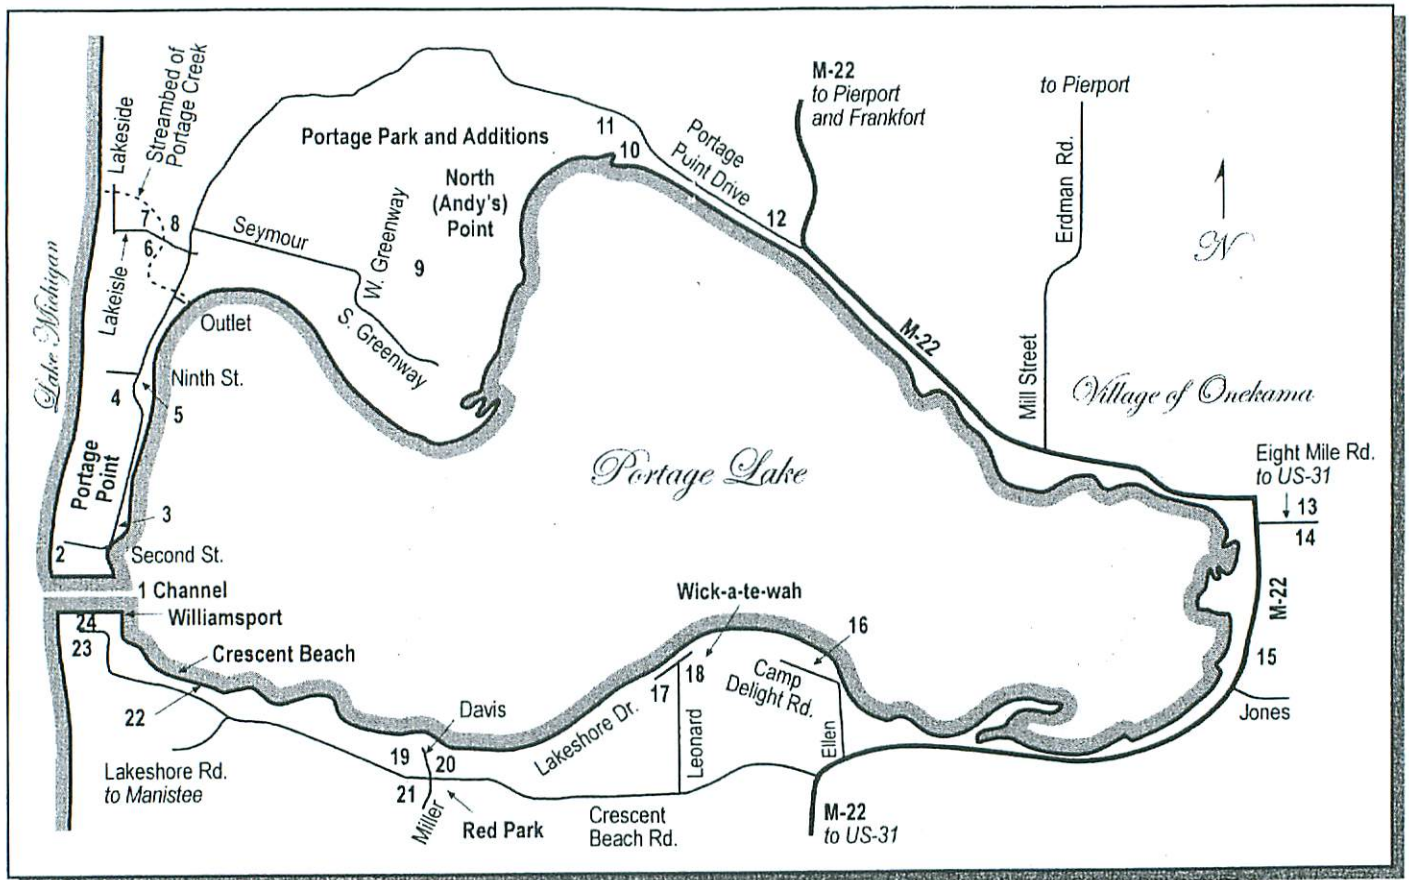 M-22
to Pierport
and Frankfort
to Pierport
Lakeside
Streambed of
Portage Creek
Portage Park and Additions
11
10
Portage
Point Drive
12
Erdman Rd.
N
North
(Andy's)
Point
7
8
6
Seymour
W. Greenway
9
Lake Michigan
Lakeisle
Outlet
S. Greenway
M-22
Mill Street
Village of Onekama
Ninth St.
4
5
Portage
Point
Portage Lake
Eight Mile Rd.
to US-31
13
14
3
2
Second St.
1 Channel
Williamsport
24
23
Wick-a-te-wah
M-22
16
15
Crescent Beach
22
18
17
Camp
Delight Rd.
Ellen
Jones
Davis
Lakeshore Dr.
Leonard
19
20
21
Lakeshore Rd.
to Manistee
Miller
Red Park
Crescent
Beach Rd.
M-22
to US-31